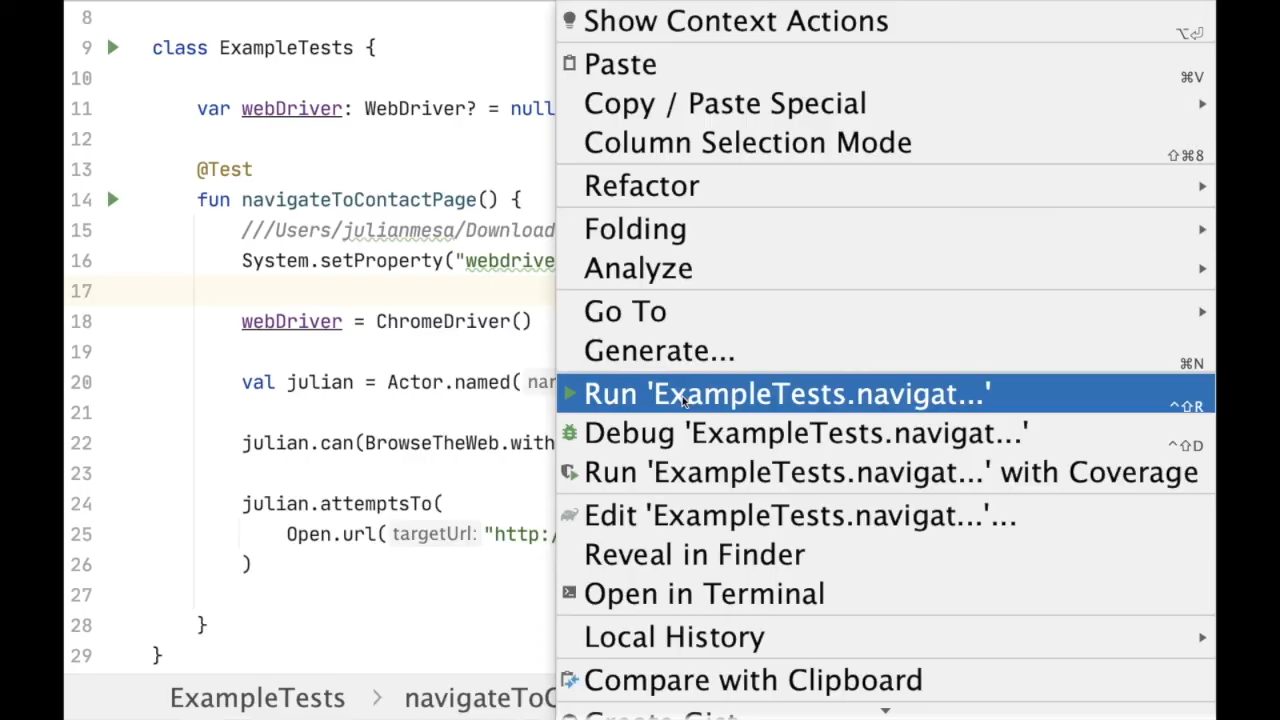 8
9 class ExampleTests {
10
11 var webDriver: WebDriver? = null
12
13 @Test
14 fun navigateToContactPage() {
15 ///Users/julianmesa/Download
16 System.setProperty("webdrive
17
18 webDriver = ChromeDriver()
19
20 val julian = Actor.named(
21
22 julian.can(BrowseTheWeb.with
23
24 julian.attemptsTo(
25 Open.url( targetUrl: "http:/
26 )
27
28 }
29 }
ExampleTests > navigateToC
Show Context Actions ⌥⏎
Paste ⌘V
Copy / Paste Special
Column Selection Mode ⇧⌘8
Refactor
Folding
Analyze
Go To
Generate... ⌘N
Run 'ExampleTests.navigat...' ^⇧R
Debug 'ExampleTests.navigat...' ^⇧D
Run 'ExampleTests.navigat...' with Coverage
Edit 'ExampleTests.navigat...'...
Reveal in Finder
Open in Terminal
Local History
Compare with Clipboard